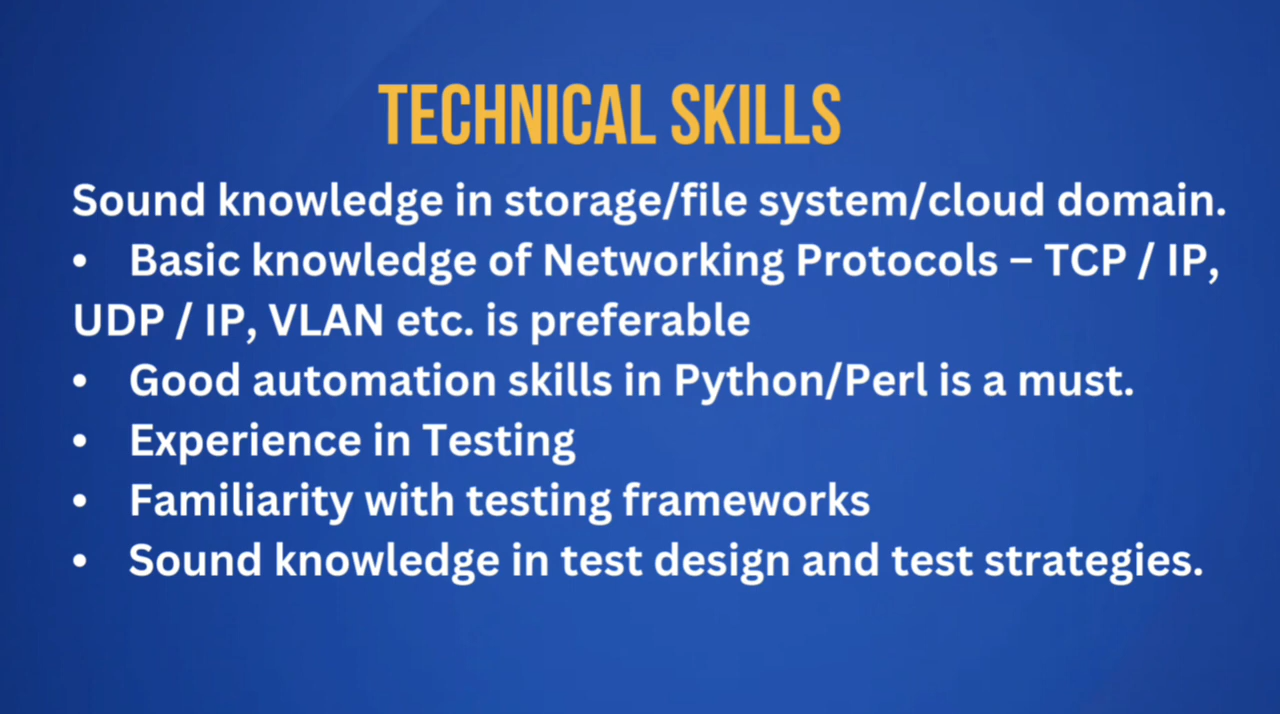 TECHNICAL SKILLS
Sound knowledge in storage/file system/cloud domain.
• Basic knowledge of Networking Protocols – TCP / IP,
UDP / IP, VLAN etc. is preferable
• Good automation skills in Python/Perl is a must.
• Experience in Testing
• Familiarity with testing frameworks
• Sound knowledge in test design and test strategies.